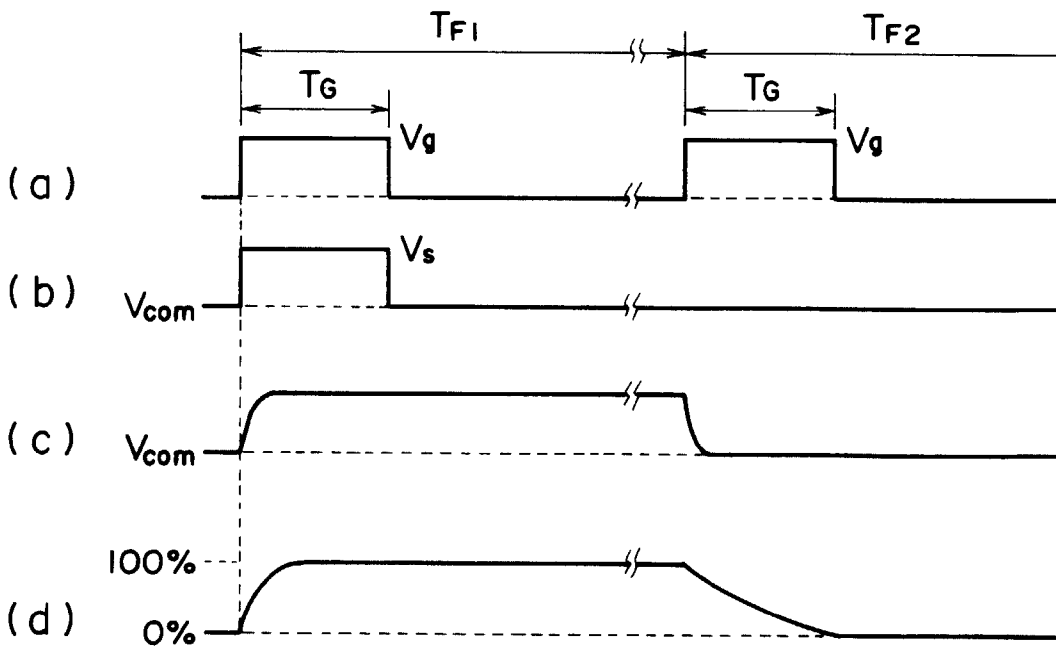 TF1 TF2
TG TG
(a) Vg Vg
(b) Vs
Vcom
(c) Vcom
100%
(d) 0%